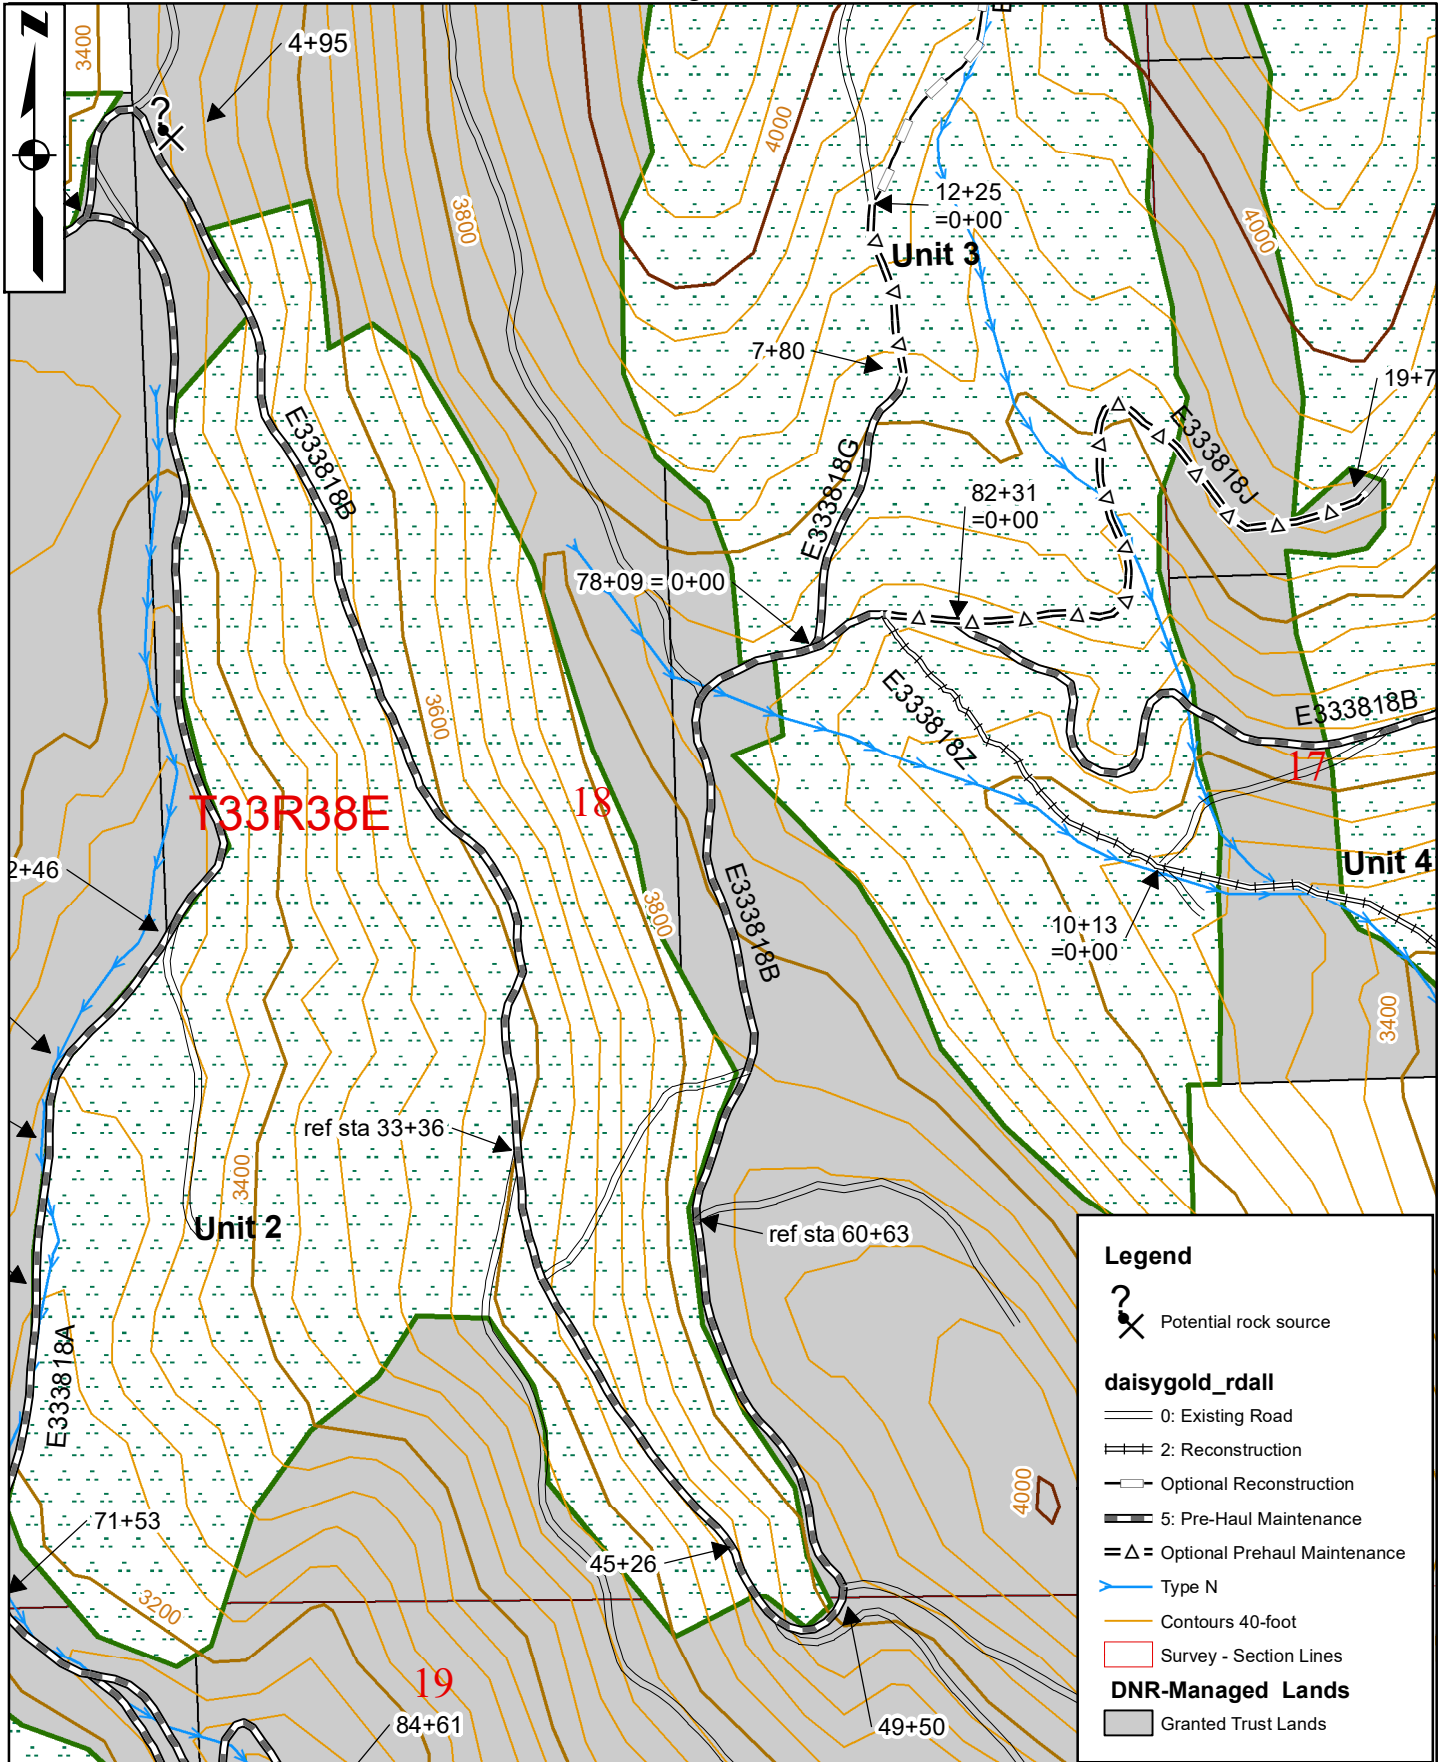 N
3400
4+95
?
3800
4000
12+25
=0+00
Unit 3
4000
7+80
19+7
E333818B
E333818G
E333818J
82+31
=0+00
78+09 = 0+00
3600
E333818Z
E333818B
17
T33R38E
18
2+46
Unit 4
3800
E333818B
10+13
=0+00
3400
ref sta 33+36
3400
Unit 2
ref sta 60+63
E333818A
4000
71+53
45+26
3200
19
84+61
49+50
Legend
?
Potential rock source
daisygold_rdall
0: Existing Road
2: Reconstruction
Optional Reconstruction
5: Pre-Haul Maintenance
Optional Prehaul Maintenance
Type N
Contours 40-foot
Survey - Section Lines
DNR-Managed Lands
Granted Trust Lands